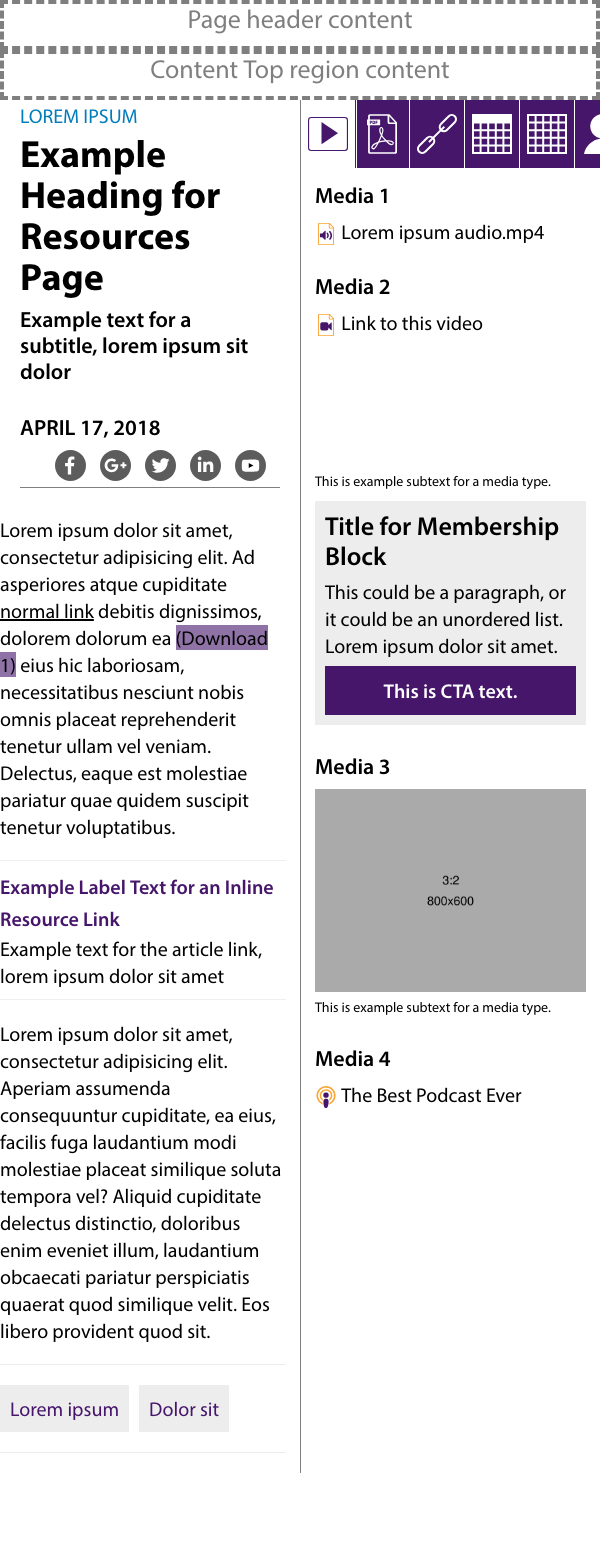 Page header content
Content Top region content
LOREM IPSUM
Example
Heading for
Resources
Page
Example text for a
subtitle, lorem ipsum sit
dolor
APRIL 17, 2018
Lorem ipsum dolor sit amet,
consectetur adipisicing elit. Ad
asperiores atque cupiditate
normal link debitis dignissimos,
dolorem dolorum ea (Download
1) eius hic laboriosam,
necessitatibus nesciunt nobis
omnis placeat reprehenderit
tenetur ullam vel veniam.
Delectus, eaque est molestiae
pariatur quae quidem suscipit
tenetur voluptatibus.
Example Label Text for an Inline
Resource Link
Example text for the article link,
lorem ipsum dolor sit amet
Lorem ipsum dolor sit amet,
consectetur adipisicing elit.
Aperiam assumenda
consequuntur cupiditate, ea eius,
facilis fuga laudantium modi
molestiae placeat similique soluta
tempora vel? Aliquid cupiditate
delectus distinctio, doloribus
enim eveniet illum, laudantium
obcaecati pariatur perspiciatis
quaerat quod similique velit. Eos
libero provident quod sit.
Lorem ipsum
Dolor sit
PDF
Media 1
Lorem ipsum audio.mp4
Media 2
Link to this video
This is example subtext for a media type.
Title for Membership
Block
This could be a paragraph, or
it could be an unordered list.
Lorem ipsum dolor sit amet.
This is CTA text.
Media 3
3:2
800x600
This is example subtext for a media type.
Media 4
The Best Podcast Ever